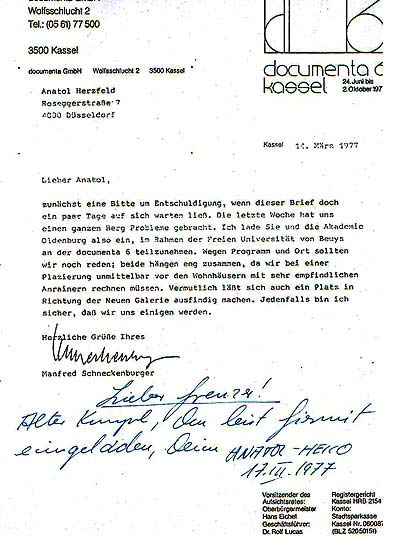 documenta GmbH
Wolfsschlucht 2
Tel.: (05 61) 77 500
3500 Kassel
documenta GmbH Wolfsschlucht 2 3500 Kassel
documenta 6
kassel
24. Juni bis
2. Oktober 197
Anatol Herzfeld
Roseggerstraße 7
4000 Düsseldorf
Kassel 14. März 1977
Lieber Anatol,
zunächst eine Bitte um Entschuldigung, wenn dieser Brief doch
ein paar Tage auf sich warten ließ. Die letzte Woche hat uns
einen ganzen Berg Probleme gebracht. Ich lade Sie und die Akademie
Oldenburg also ein, im Rahmen der Freien Universität von Beuys
an der documenta 6 teilzunehmen. Wegen Programm und Ort sollten
wir noch reden; beide hängen eng zusammen, da wir bei einer
Plazierung unmittelbar vor den Wohnhäusern mit sehr empfindlichen
Anrainern rechnen müssen. Vermutlich läßt sich auch ein Platz in
Richtung der Neuen Galerie ausfindig machen. Jedenfalls bin ich
sicher, daß wir uns einigen werden.
Herzliche Grüße Ihres
Manfred Schneckenburger
Lieber
Alter Kumpl, Du bist hiermit
eingeladen, Dein ANATOL-HEICO
17.III.1977
Vorsitzender des
Aufsichtsrates:
Oberbürgermeister
Hans Eichel
Geschäftsführer:
Dr. Rolf Lucas
Registergericht
Kassel HRB 2154
Konto:
Stadtsparkasse
Kassel Nr. 060087
(BLZ 52050151)